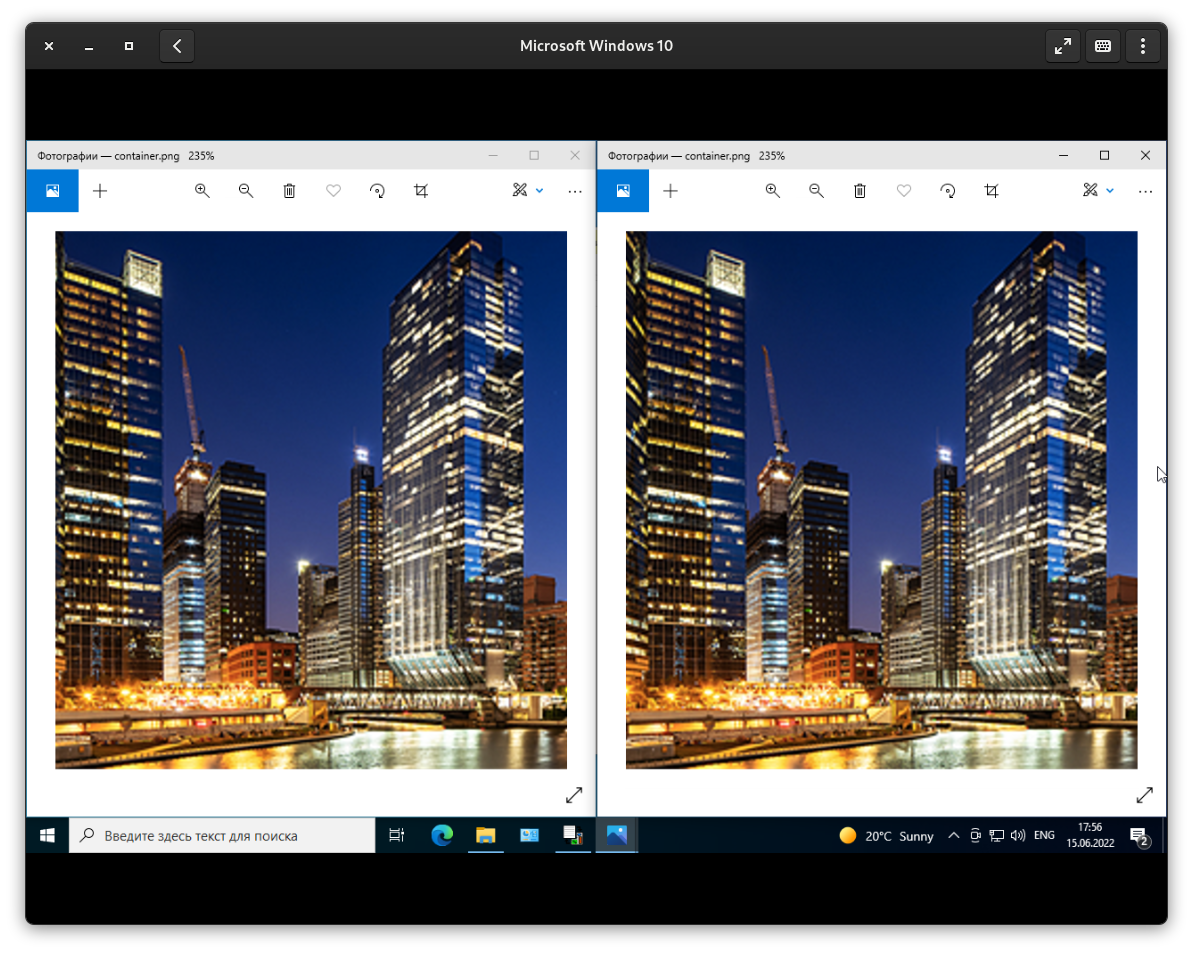 Microsoft Windows 10
Фотографии — container.png 235%
Фотографии — container.png 235%
Введите здесь текст для поиска
20°C Sunny
ENG
17:56
15.06.2022
2